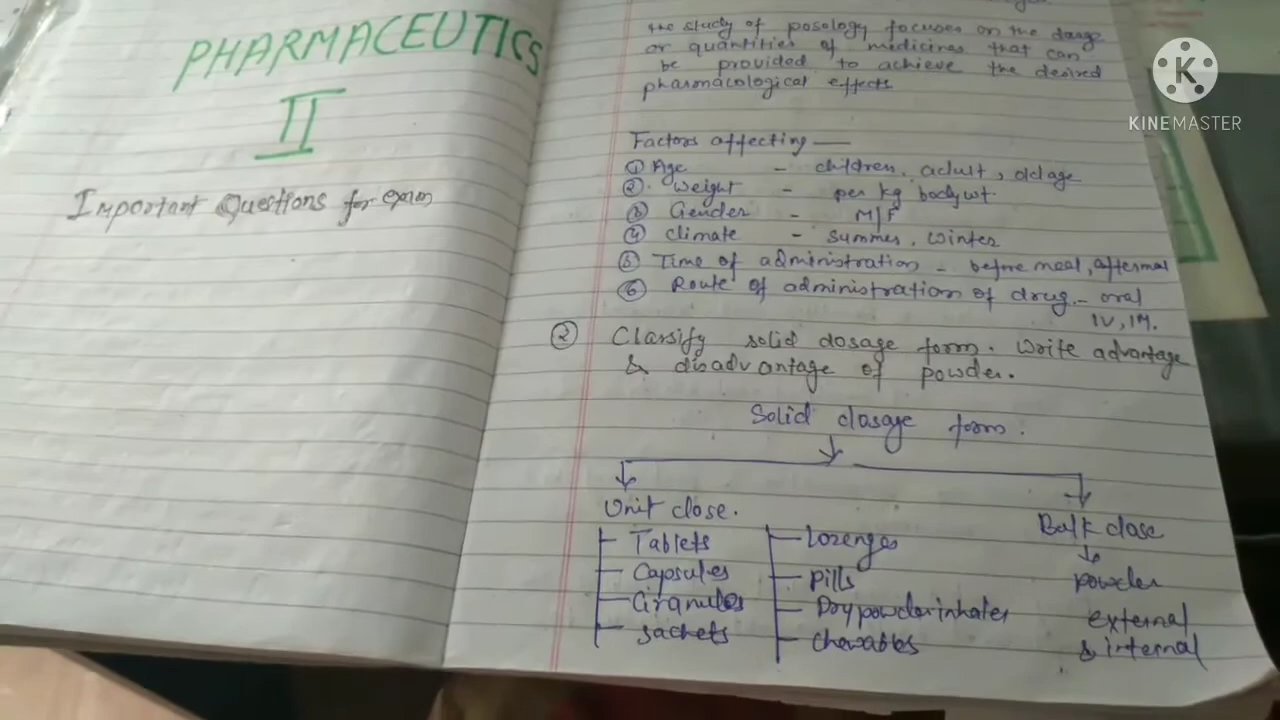 PHARMACEUTICS
II
Important Questions for exam
the study of posology focuses on the dosage
or quantities of medicines that can
be provided to achieve the desired
pharmacological effects
Factors affecting —
① Age - children, adult, oldage
②. Weight - per kg body wt.
③ Gender - M/F
④ climate - summer, winter
⑤ Time of administration - before meal, aftermeal
⑥ Route of administration of drug - oral
IV, IM.
② Classify solid dosage form. Write advantage
& disadvantage of powder.
Solid dosage form.
Unit dose.
Bulk dose
Tablets
Capsules
Granules
Sachets
Lozenges
pills
Dry powder inhaler
Chewables
powder
external
& internal
K
KINEMASTER